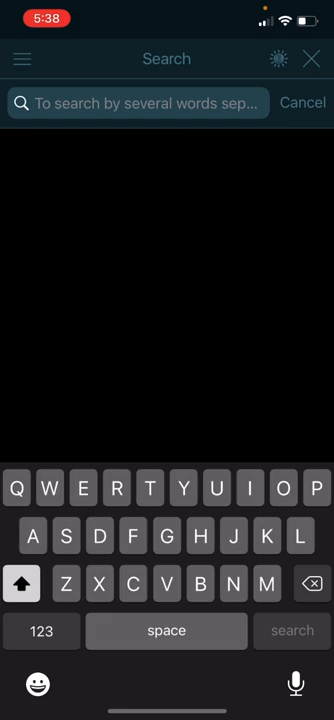 5:38
Search
To search by several words sep...
Cancel
Q W E R T Y U I O P
A S D F G H J K L
Z X C V B N M
123 space search